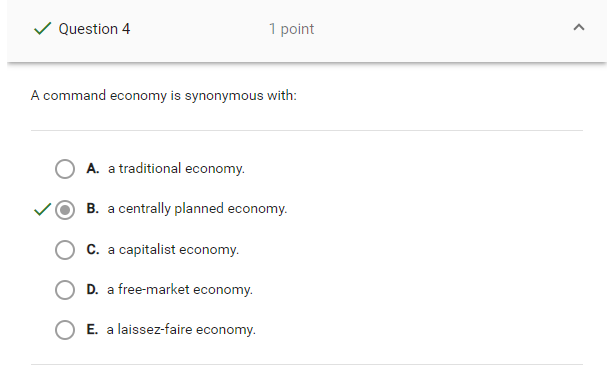 Question 4 1 point
A command economy is synonymous with:
A. a traditional economy.
B. a centrally planned economy.
C. a capitalist economy.
D. a free-market economy.
E. a laissez-faire economy.